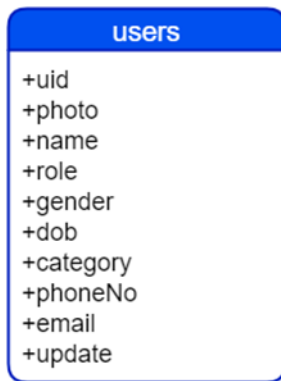 users
+uid
+photo
+name
+role
+gender
+dob
+category
+phoneNo
+email
+update